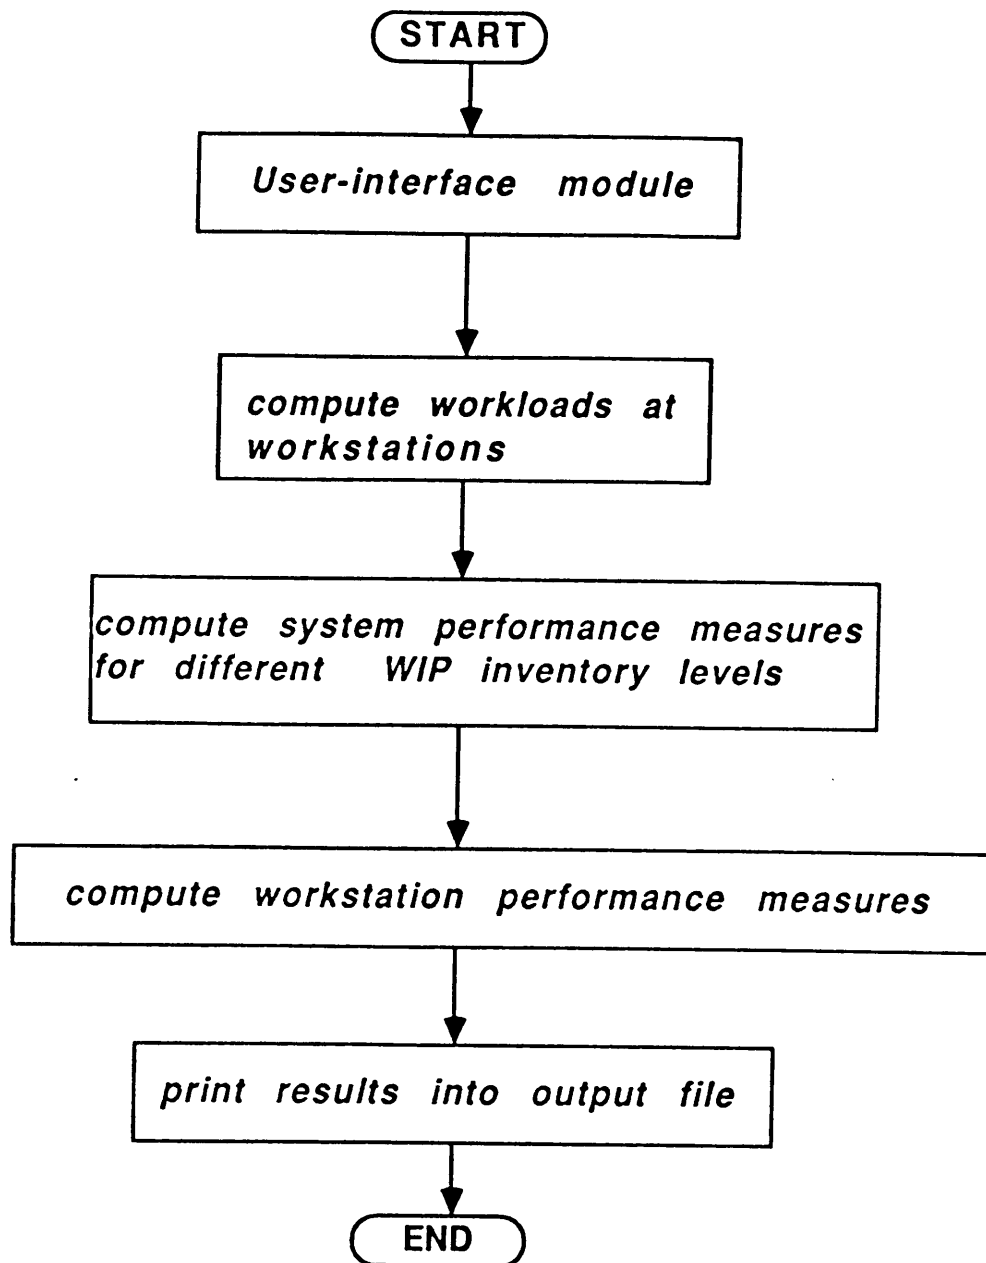 START
User-interface module
compute workloads at
workstations
compute system performance measures
for different WIP inventory levels
compute workstation performance measures
print results into output file
END